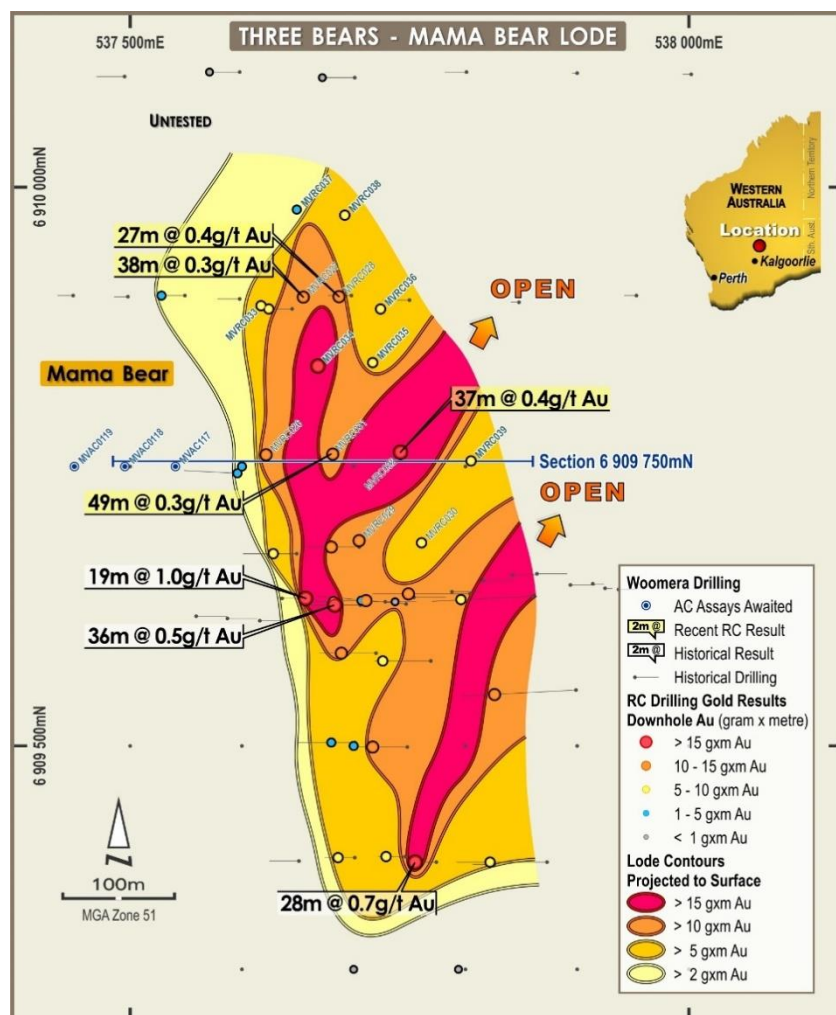 THREE BEARS - MAMA BEAR LODE
537 500mE
538 000mE
UNTESTED
6 910 000mN
MVRC037
MVRC038
27m @ 0.4g/t Au
38m @ 0.3g/t Au
MVRC028
MVRC033
MVRC036
MVRC034
MVRC035
OPEN
WESTERN
AUSTRALIA
Location
Kalgoorlie
Perth
Northern Territory
Sth. Aust.
Mama Bear
37m @ 0.4g/t Au
MVAC0119
MVAC0118
MVAC117
MVRC031
MVRC039
Section 6 909 750mN
49m @ 0.3g/t Au
OPEN
MVRC030
19m @ 1.0g/t Au
36m @ 0.5g/t Au
6 909 500mN
28m @ 0.7g/t Au
N
100m
MGA Zone 51
Woomera Drilling
AC Assays Awaited
2m @ Recent RC Result
2m @ Historical Result
Historical Drilling
RC Drilling Gold Results
Downhole Au (gram x metre)
> 15 gxm Au
10 - 15 gxm Au
5 - 10 gxm Au
1 - 5 gxm Au
< 1 gxm Au
Lode Contours
Projected to Surface
> 15 gxm Au
> 10 gxm Au
> 5 gxm Au
> 2 gxm Au